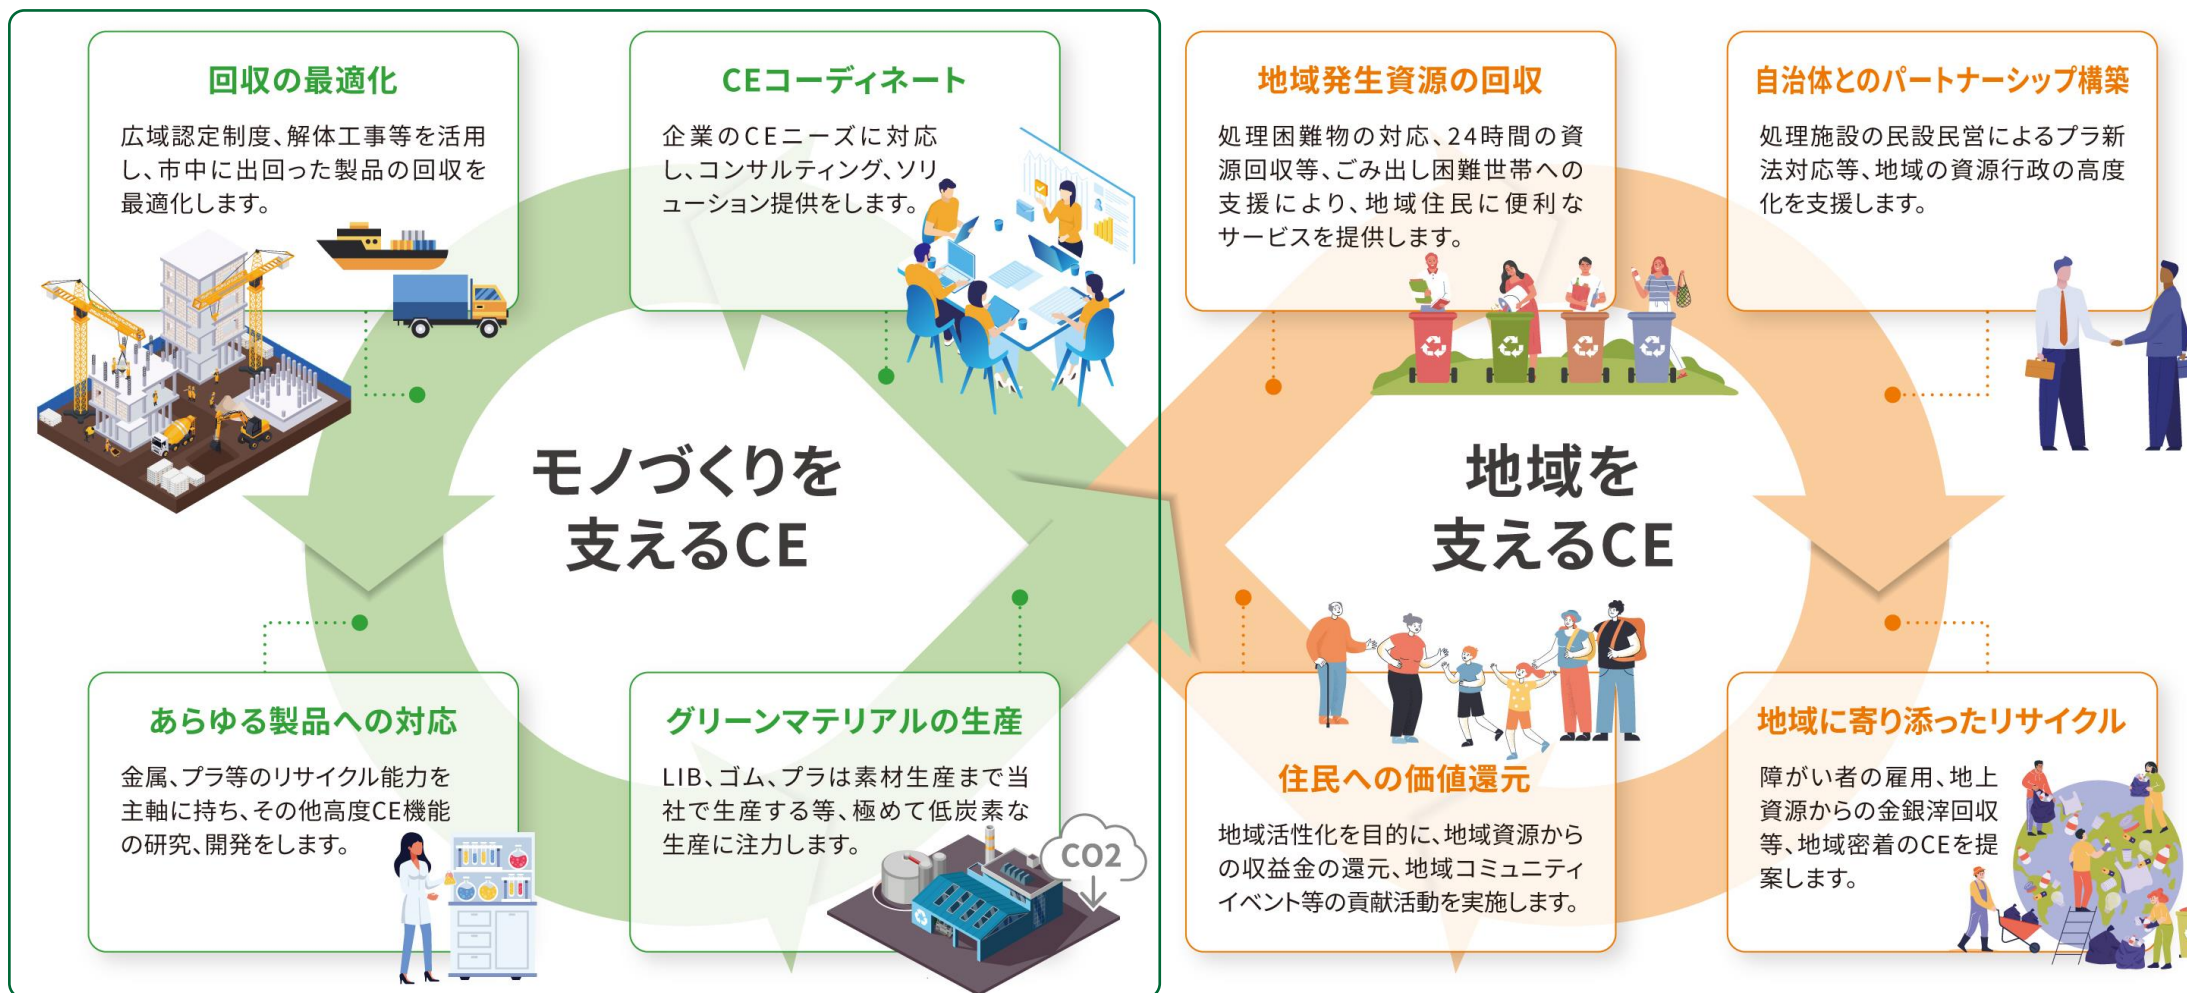 回収の最適化
広域認定制度、解体工事等を活用
し、市中に出回った製品の回収を
最適化します。
CEコーディネート
企業のCEニーズに対応
し、コンサルティング、ソリ
ューション提供をします。
モノづくりを
支えるCE
あらゆる製品への対応
金属、プラ等のリサイクル能力を
主軸に持ち、その他高度CE機能
の研究、開発をします。
グリーンマテリアルの生産
LIB、ゴム、プラは素材生産まで当
社で生産する等、極めて低炭素な
生産に注力します。
CO2
地域発生資源の回収
処理困難物の対応、24時間の資
源回収等、ごみ出し困難世帯への
支援により、地域住民に便利な
サービスを提供します。
自治体とのパートナーシップ構築
処理施設の民設民営によるプラ新
法対応等、地域の資源行政の高度
化を支援します。
地域を
支えるCE
住民への価値還元
地域活性化を目的に、地域資源から
の収益金の還元、地域コミュニティ
イベント等の貢献活動を実施します。
地域に寄り添ったリサイクル
障がい者の雇用、地上
資源からの金銀滓回収
等、地域密着のCEを提
案します。